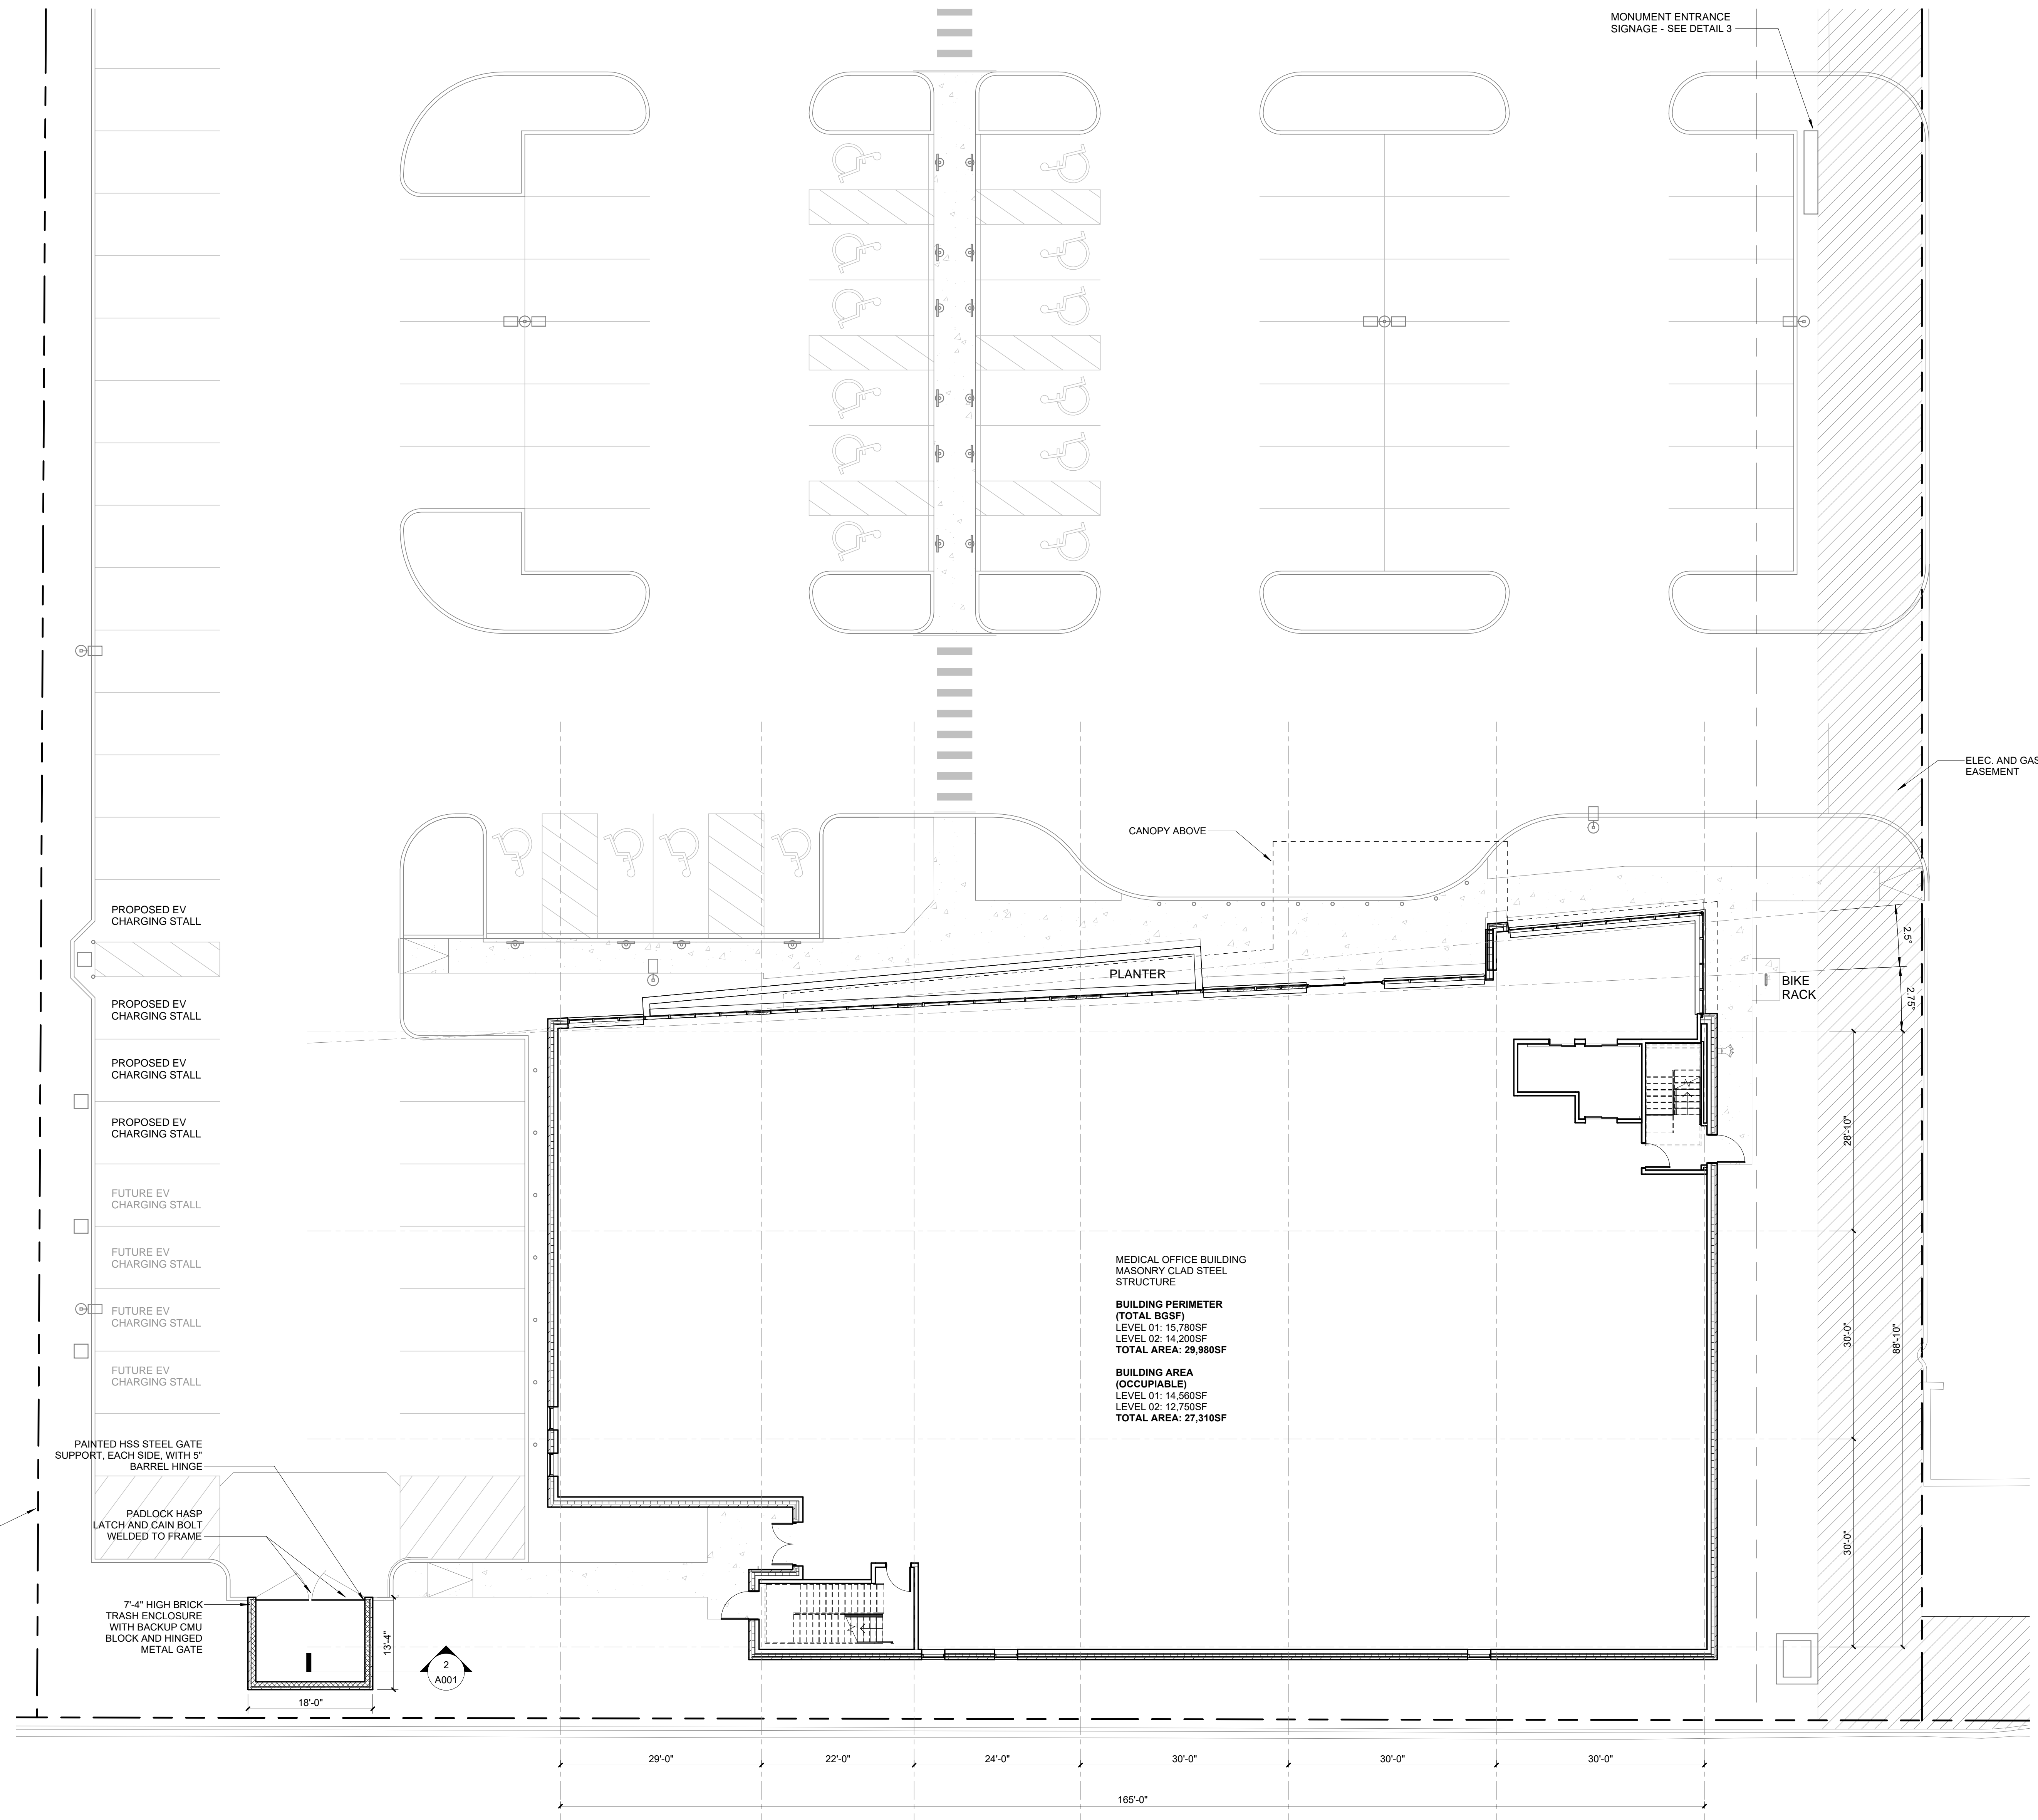 MONUMENT ENTRANCE
SIGNAGE - SEE DETAIL 3
ELEC. AND GAS
EASEMENT
CANOPY ABOVE
PROPOSED EV
CHARGING STALL
2.5°
PLANTER
BIKE
RACK
2.75°
PROPOSED EV
CHARGING STALL
PROPOSED EV
CHARGING STALL
PROPOSED EV
CHARGING STALL
28'-10"
FUTURE EV
CHARGING STALL
FUTURE EV
CHARGING STALL
FUTURE EV
CHARGING STALL
FUTURE EV
CHARGING STALL
MEDICAL OFFICE BUILDING
MASONRY CLAD STEEL
STRUCTURE
BUILDING PERIMETER
(TOTAL BGSF)
LEVEL 01: 15,780SF
LEVEL 02: 14,200SF
TOTAL AREA: 29,980SF
BUILDING AREA
(OCCUPIABLE)
LEVEL 01: 14,560SF
LEVEL 02: 12,750SF
TOTAL AREA: 27,310SF
30'-0"
88'-10"
30'-0"
PAINTED HSS STEEL GATE
SUPPORT, EACH SIDE, WITH 5"
BARREL HINGE
PADLOCK HASP
LATCH AND CAIN BOLT
WELDED TO FRAME
7'-4" HIGH BRICK
TRASH ENCLOSURE
WITH BACKUP CMU
BLOCK AND HINGED
METAL GATE
13'-4"
2
A001
18'-0"
29'-0"
22'-0"
24'-0"
30'-0"
30'-0"
30'-0"
165'-0"